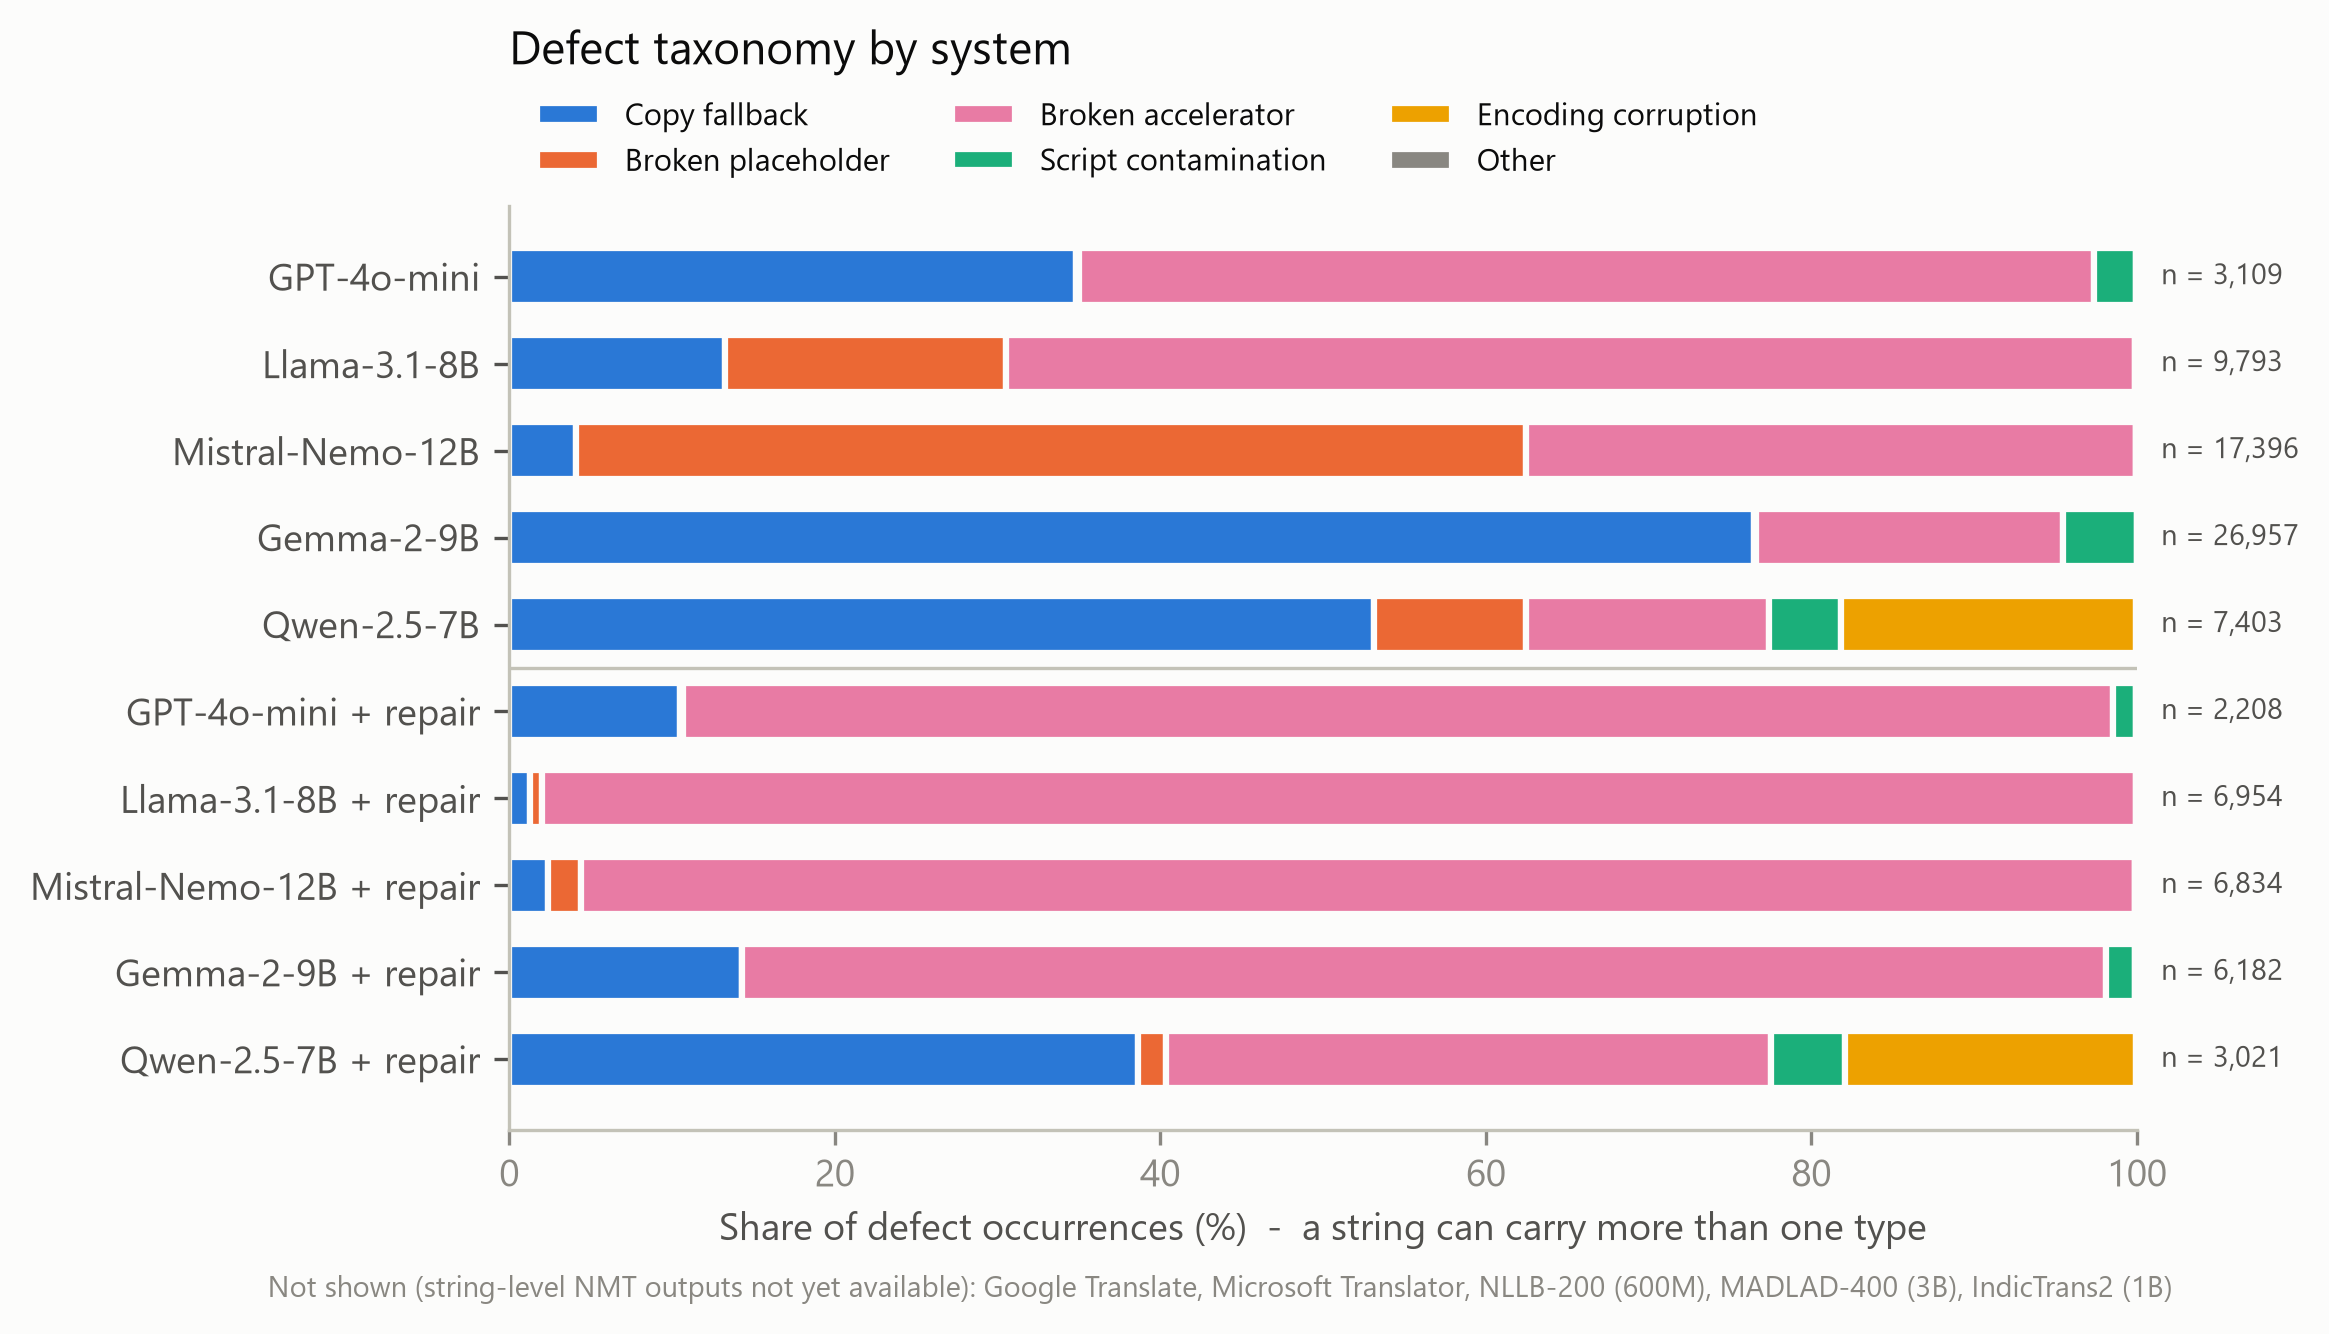 Defect taxonomy by system
Copy fallback
Broken accelerator
Encoding corruption
Broken placeholder
Script contamination
Other
GPT-4o-mini
n = 3,109
Llama-3.1-8B
n = 9,793
Mistral-Nemo-12B
n = 17,396
Gemma-2-9B
n = 26,957
Qwen-2.5-7B
n = 7,403
GPT-4o-mini + repair
n = 2,208
Llama-3.1-8B + repair
n = 6,954
Mistral-Nemo-12B + repair
n = 6,834
Gemma-2-9B + repair
n = 6,182
Qwen-2.5-7B + repair
n = 3,021
0 20 40 60 80 100
Share of defect occurrences (%) - a string can carry more than one type
Not shown (string-level NMT outputs not yet available): Google Translate, Microsoft Translator, NLLB-200 (600M), MADLAD-400 (3B), IndicTrans2 (1B)